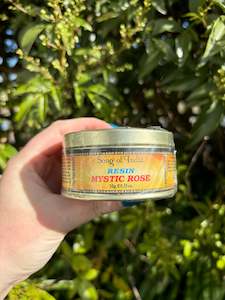 Song of India
RESIN
MYSTIC ROSE